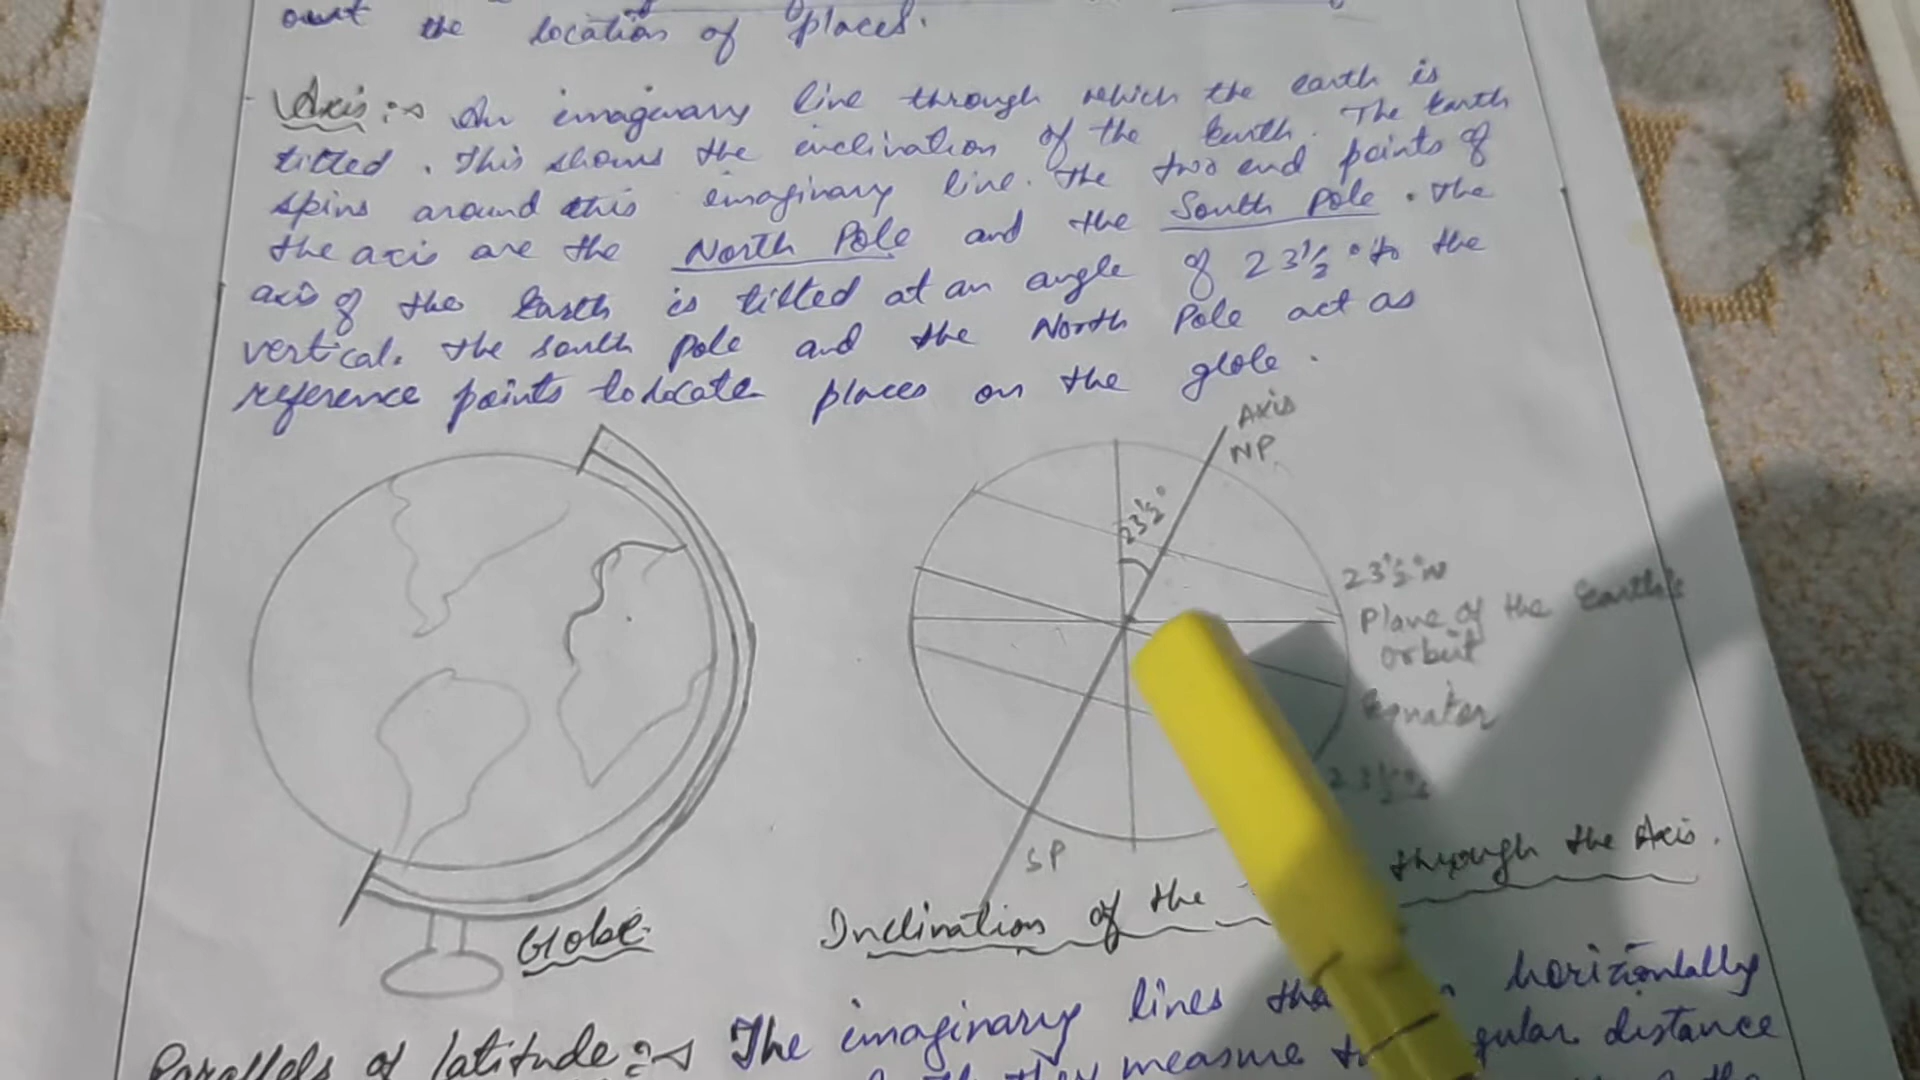 out the location of places.
Axis:- An imaginary line through which the earth is
titled. This shows the inclination of the Earth. The Earth
spins around this imaginary line. The two end points of
the axis are the North Pole and the South Pole. The
axis of the Earth is tilted at an angle of 23½° to the
vertical. The south pole and the North Pole act as
reference points to locate places on the globe.
Axis
NP
23½°
23½°N
Plane of the Earth's
orbit
Equator
23½°s
SP
Globe
Inclination of the through the Axis.
Parallels of latitude:- The imaginary lines horizontally
they measure distance